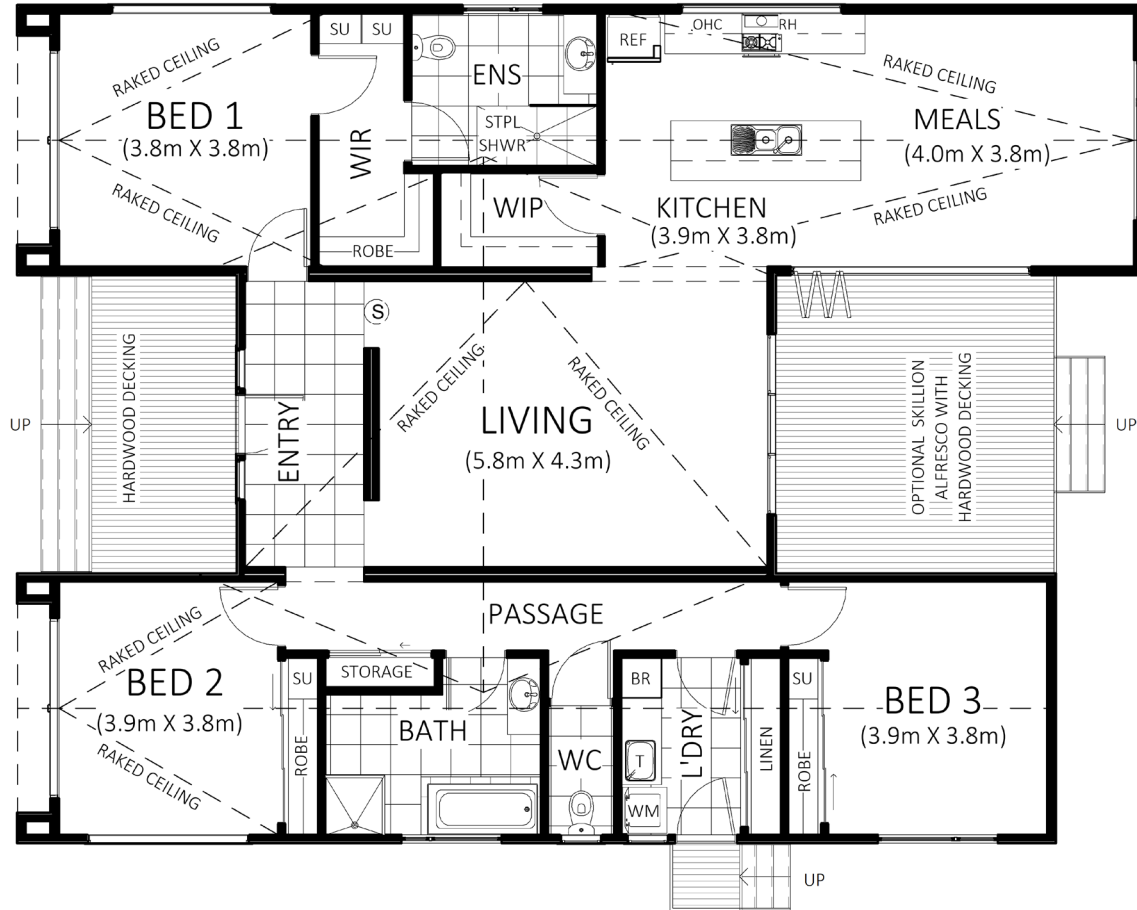 SU
SU
OHC
RH
REF
RAKED CEILING
ENS
RAKED CEILING
BED 1
(3.8m X 3.8m)
WIR
STPL
SHWR
MEALS
(4.0m X 3.8m)
RAKED CEILING
ROBE
WIP
KITCHEN
(3.9m X 3.8m)
RAKED CEILING
S
UP
HARDWOOD DECKING
ENTRY
RAKED CEILING
LIVING
(5.8m X 4.3m)
RAKED CEILING
OPTIONAL SKILLION
ALFRESCO WITH
HARDWOOD DECKING
UP
PASSAGE
RAKED CEILING
BED 2
(3.9m X 3.8m)
RAKED CEILING
SU
ROBE
STORAGE
BATH
WC
BR
T
WM
L'DRY
LINEN
SU
ROBE
BED 3
(3.9m X 3.8m)
UP